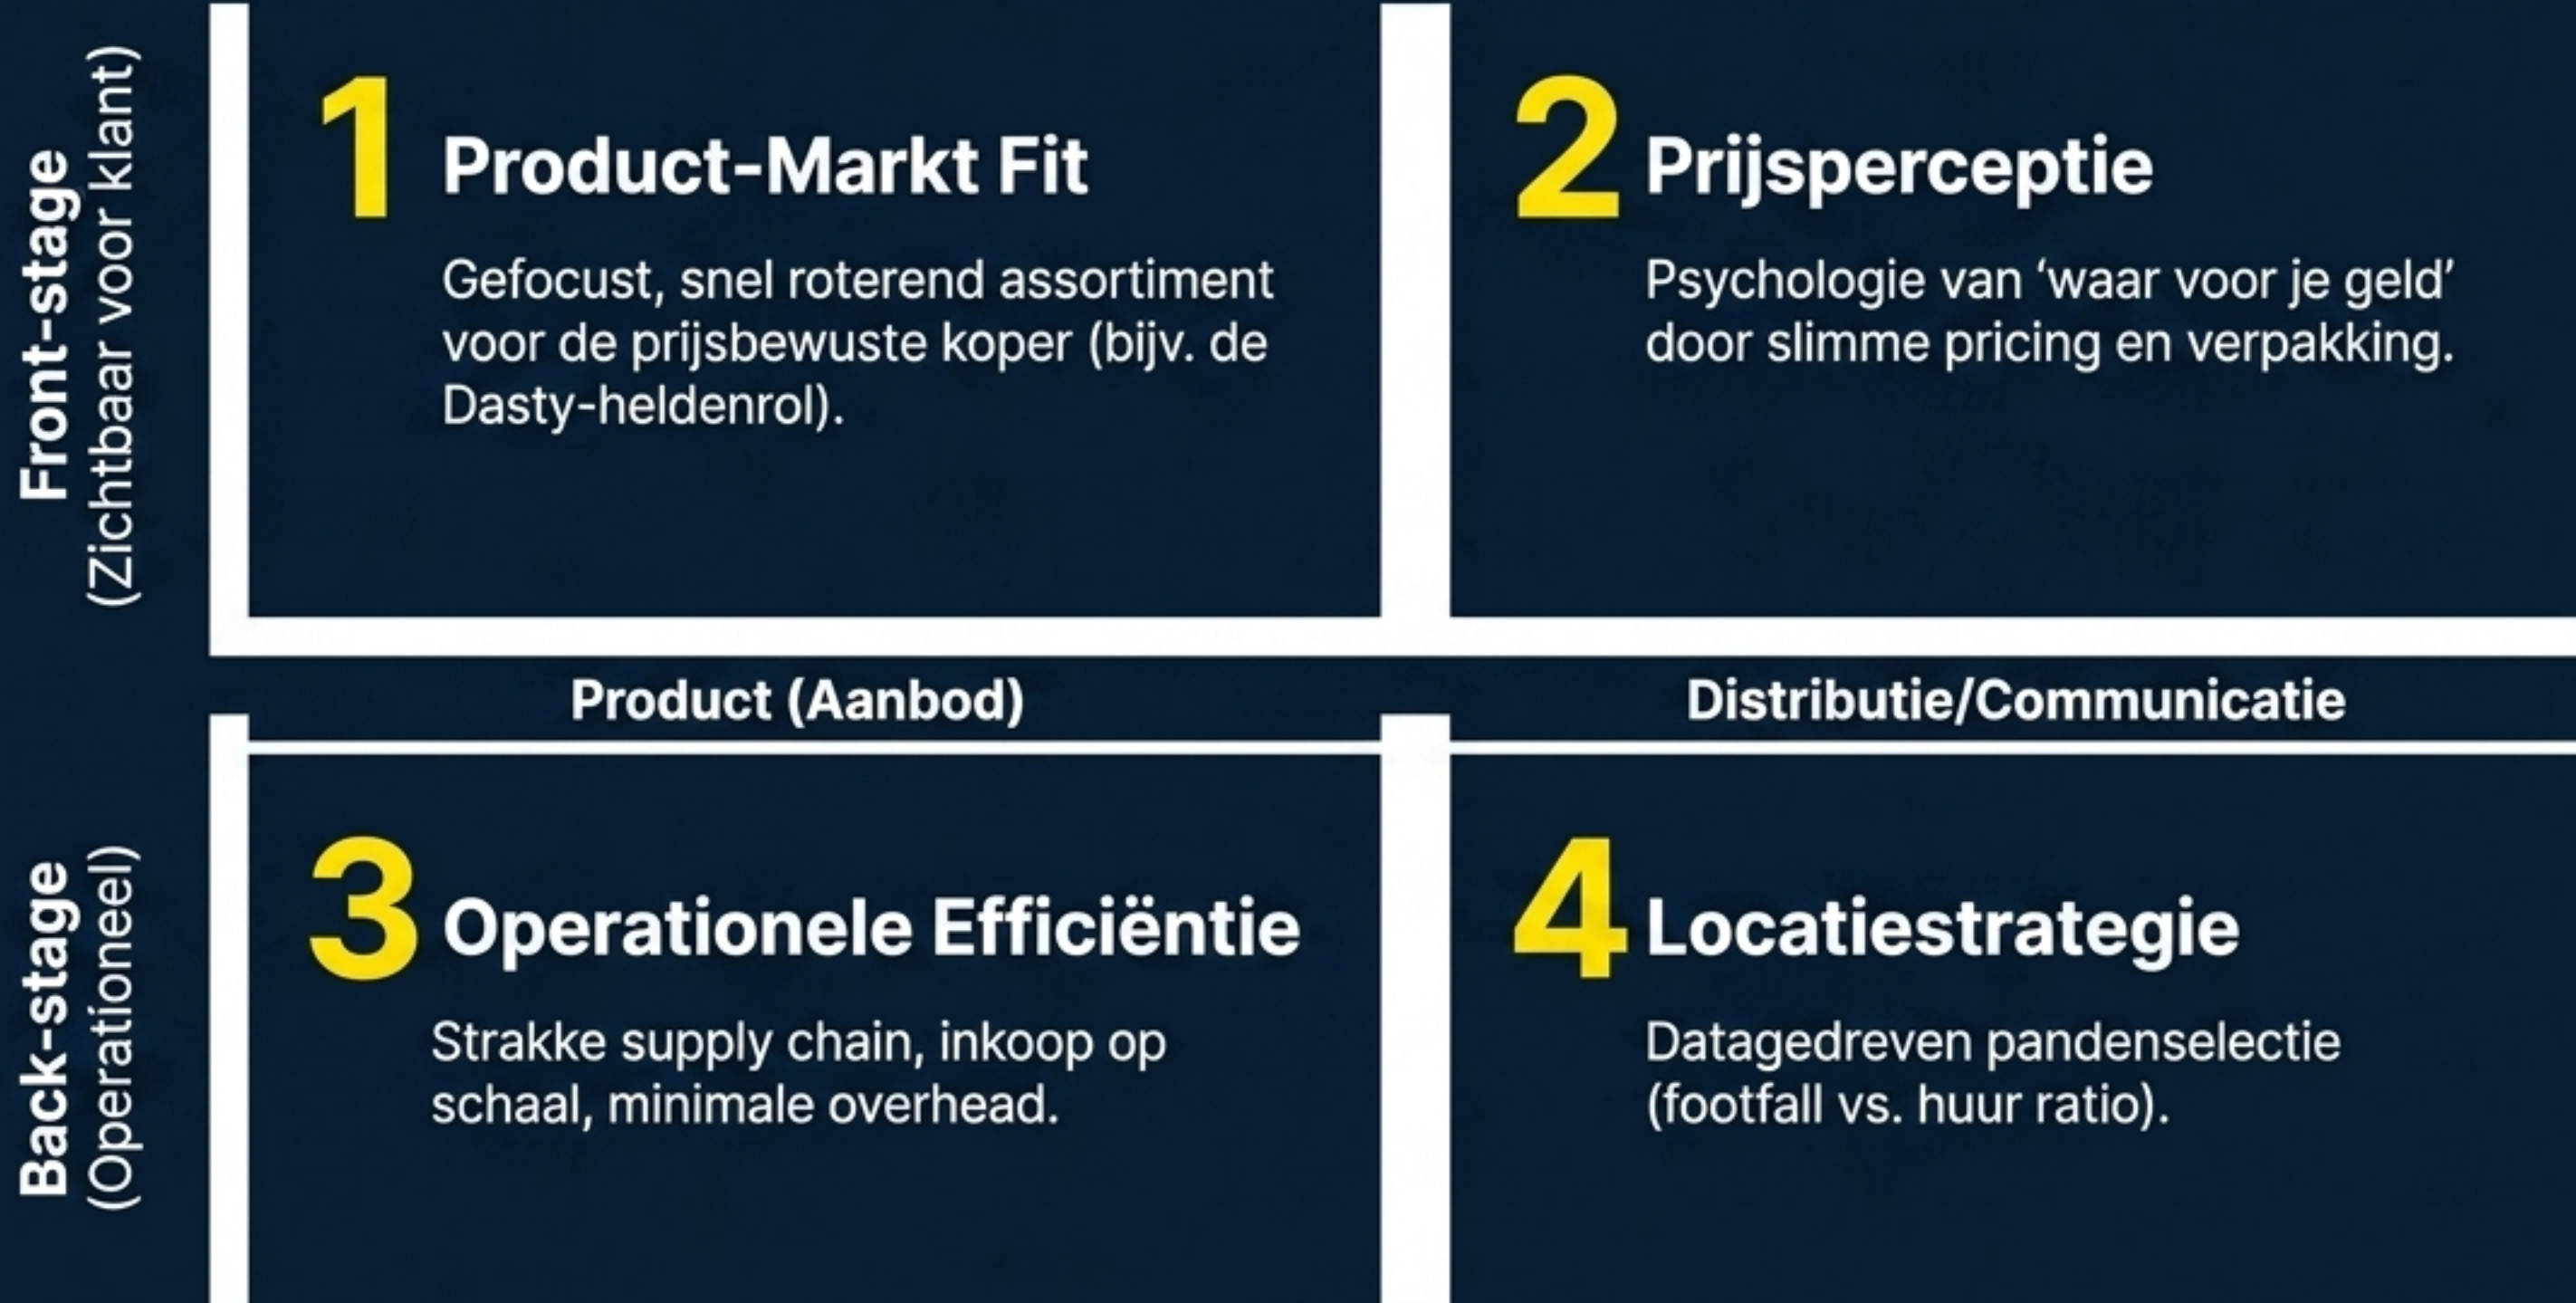 Front-stage
(Zichtbaar voor klant)
1 Product-Markt Fit
Gefocust, snel roterend assortiment
voor de prijsbewuste koper (bijv. de
Dasty-heldenrol).
2 Prijsperceptie
Psychologie van ‘waar voor je geld’
door slimme pricing en verpakking.
Product (Aanbod)
Distributie/Communicatie
Back-stage
(Operationeel)
3 Operationele Efficiëntie
Strakke supply chain, inkoop op
schaal, minimale overhead.
4 Locatiestrategie
Datagedreven pandenselectie
(footfall vs. huur ratio).